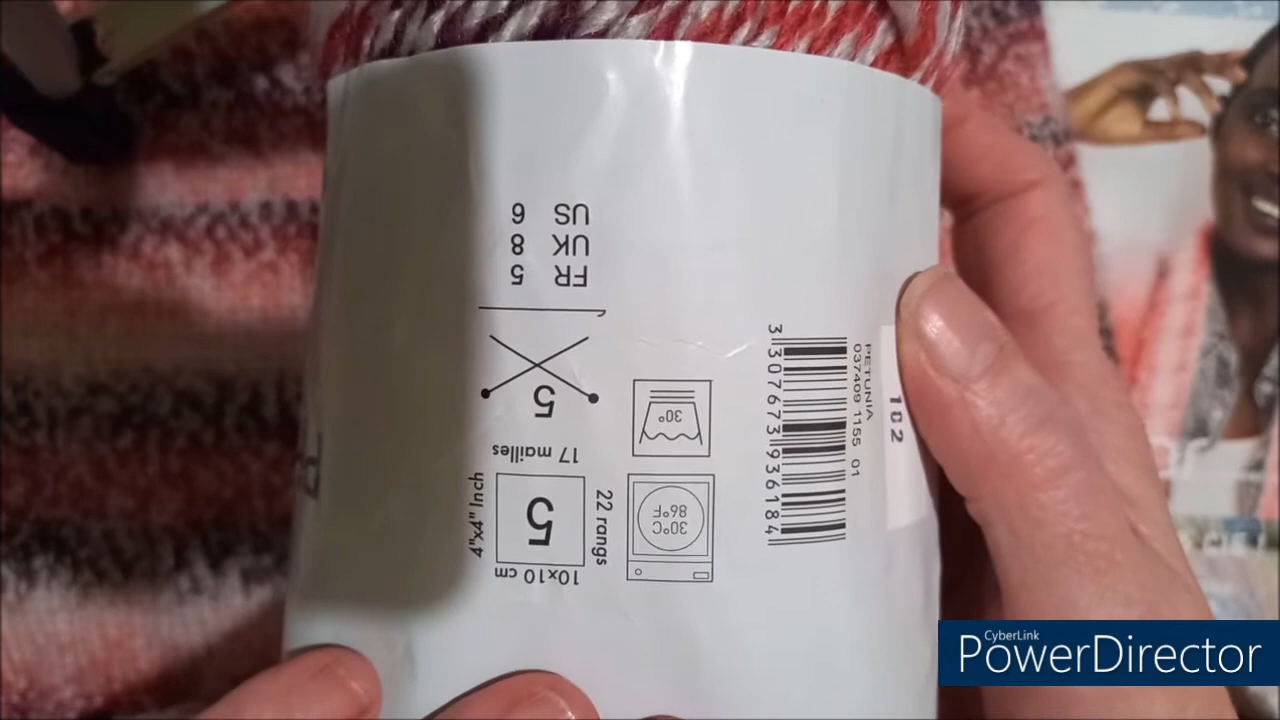 10x10 cm
22 rangs
5
4"x4" Inch
17 mailles
5
FR 5
UK 8
US 6
30°C
86°F
30°
3 307673 936184
PETUNIA
037409 1155 01
102
CyberLink
PowerDirector